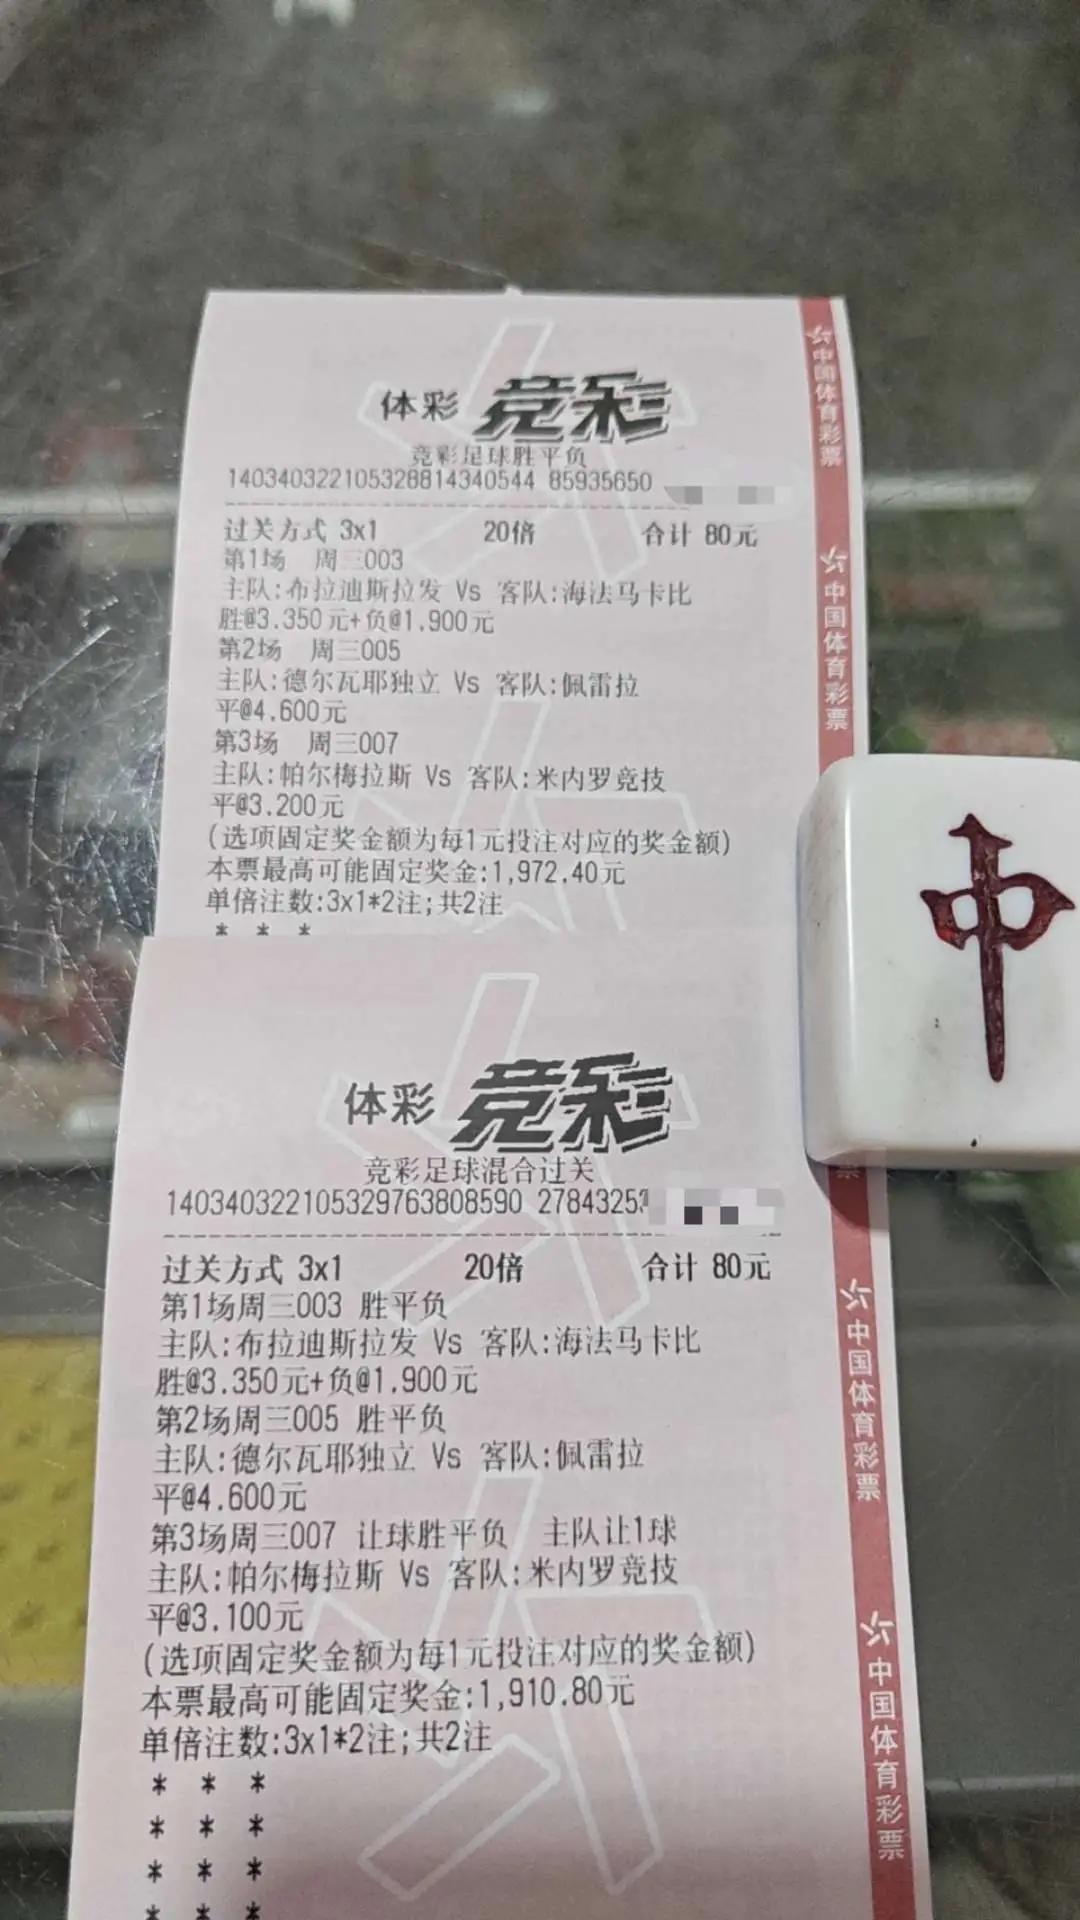 体彩 竞彩
竞彩足球胜平负
140340322105328814340544 85935650
过关方式 3x1 20倍 合计 80元
第1场 周三003
主队:布拉迪斯拉发 Vs 客队:海法马卡比
胜@3.350元+负@1.900元
第2场 周三005
主队:德尔瓦耶独立 Vs 客队:佩雷拉
平@4.600元
第3场 周三007
主队:帕尔梅拉斯 Vs 客队:米内罗竞技
平@3.200元
(选项固定奖金额为每1元投注对应的奖金额)
本票最高可能固定奖金:1,972.40元
单倍注数:3x1*2注;共2注
* * *
中国体育彩票
中国体育彩票
中
体彩 竞彩
竞彩足球混合过关
140340322105329763808590 2784325
过关方式 3x1 20倍 合计 80元
第1场周三003 胜平负
主队:布拉迪斯拉发 Vs 客队:海法马卡比
胜@3.350元+负@1.900元
第2场周三005 胜平负
主队:德尔瓦耶独立 Vs 客队:佩雷拉
平@4.600元
第3场周三007 让球胜平负 主队让1球
主队:帕尔梅拉斯 Vs 客队:米内罗竞技
平@3.100元
(选项固定奖金额为每1元投注对应的奖金额)
本票最高可能固定奖金:1,910.80元
单倍注数:3x1*2注;共2注
* * *
* * *
* * *
* * *
票
中国体育彩票
中国体育彩票